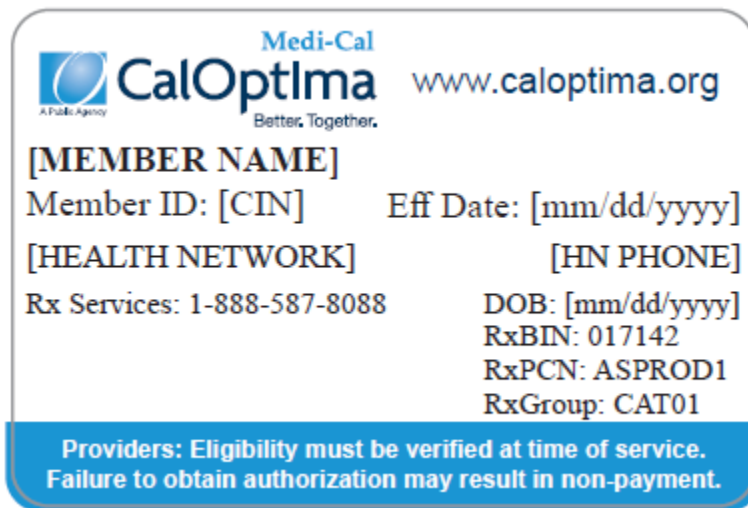 Medi-Cal
CalOptima www.caloptima.org
A Public Agency
Better. Together.
[MEMBER NAME]
Member ID: [CIN] Eff Date: [mm/dd/yyyy]
[HEALTH NETWORK] [HN PHONE]
Rx Services: 1-888-587-8088 DOB: [mm/dd/yyyy]
RxBIN: 017142
RxPCN: ASPROD1
RxGroup: CAT01
Providers: Eligibility must be verified at time of service.
Failure to obtain authorization may result in non-payment.